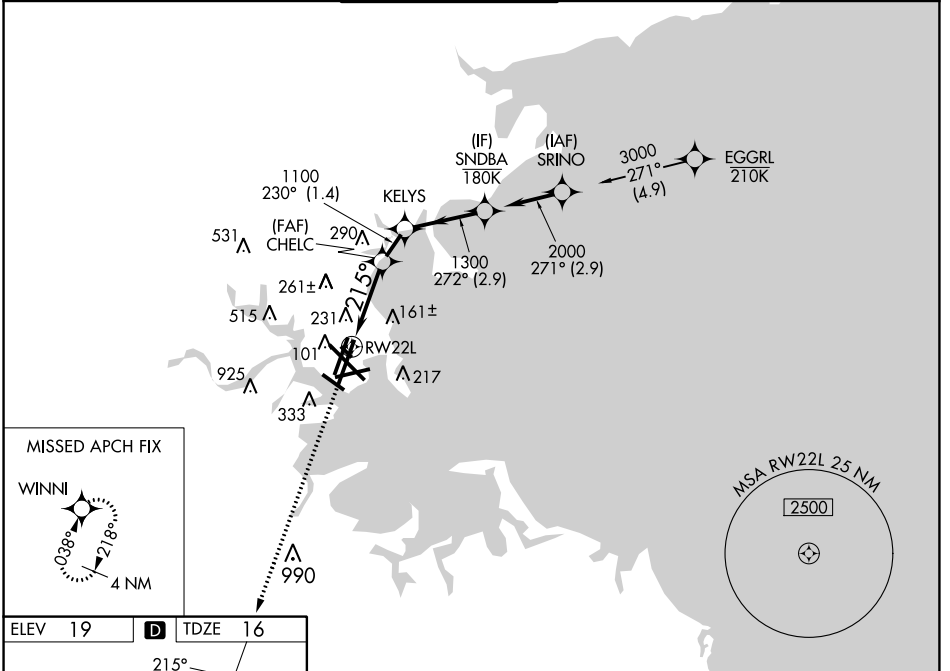 (IF)
SNDBA
180K
(IAF)
SRINO
3000
271°
(4.9)
EGGRL
210K
1100
230° (1.4)
KELYS
(FAF)
CHELC
290
531
1300
272° (2.9)
2000
271° (2.9)
261±
215°
515
231
161±
101
RW22L
925
217
333
MISSED APCH FIX
WINNI
038°
218°
4 NM
990
MSA RW22L 25 NM
2500
ELEV 19 D TDZE 16
215°